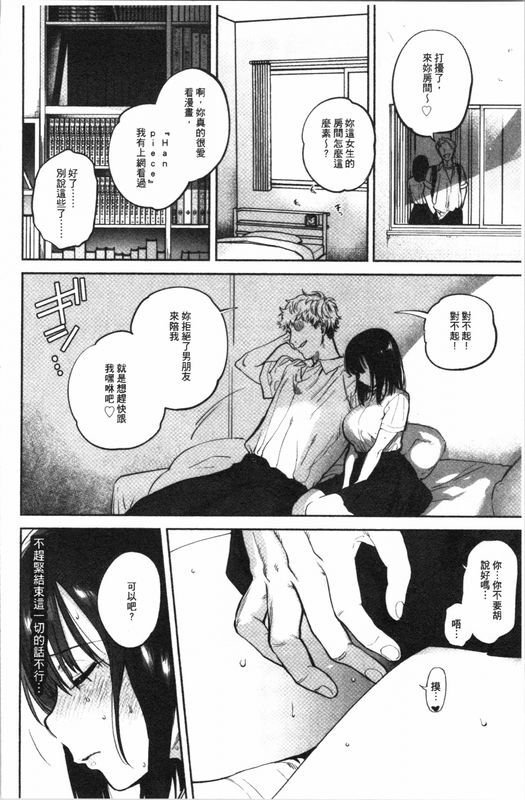 打擾了，
來妳房間～♡
妳這女生的
房間怎麼這
麼素～？
啊，妳真的很愛
看漫畫，
『Han
piece』
我有上網看過
好了……
別說這些了……
對不起！
對不起！
妳拒絕了男朋友
來陪我
就是想趕快跟
我嘿咻吧♡
你…你不要胡
說好嗎…
唔…
摸…♥
可以吧？
不趕緊結束這一切的話不行…